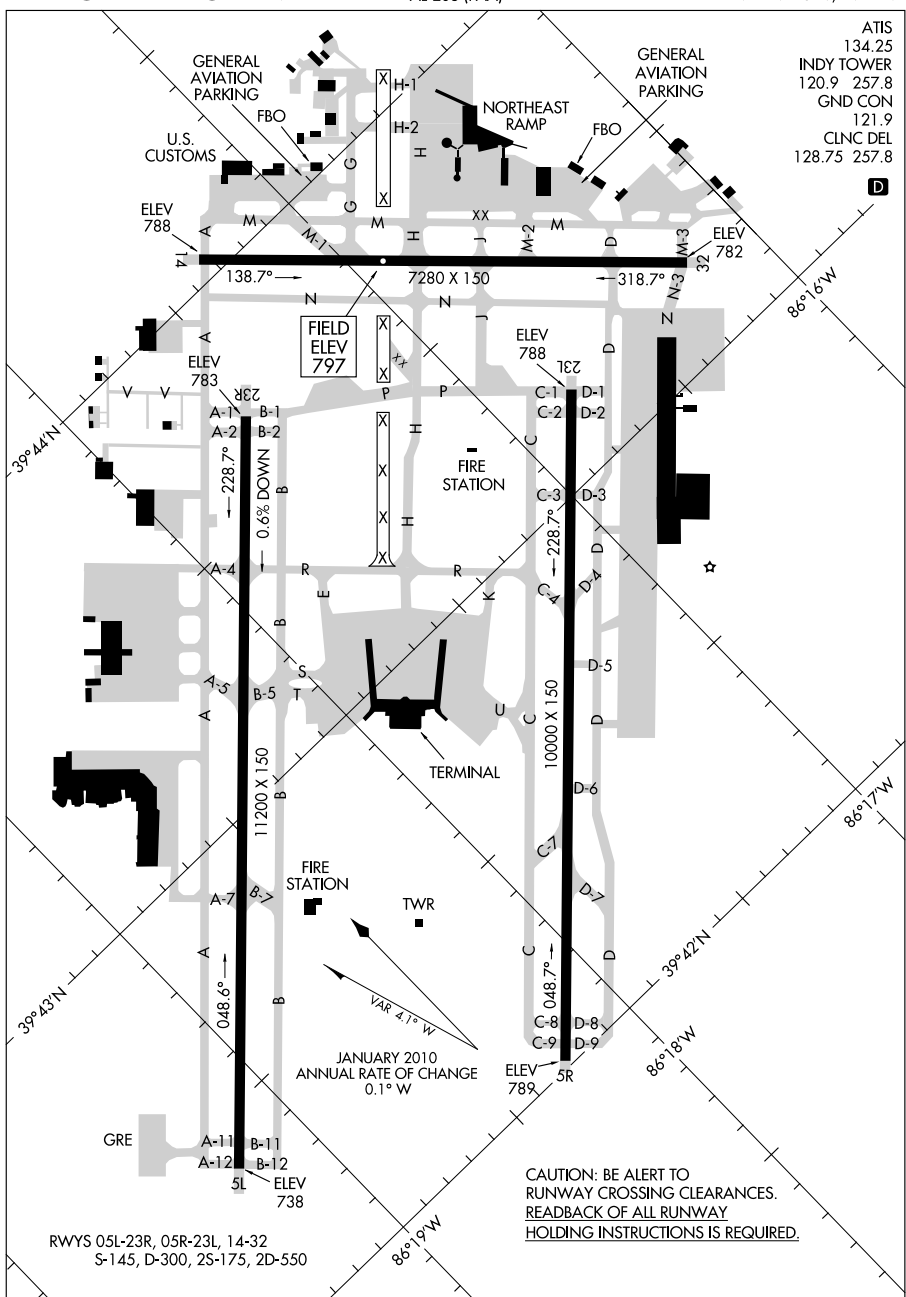 ATIS
134.25
INDY TOWER
120.9 257.8
GND CON
121.9
CLNC DEL
128.75 257.8
D
GENERAL
AVIATION
PARKING
FBO
U.S.
CUSTOMS
H-1
H-2
H
G
G
NORTHEAST
RAMP
GENERAL
AVIATION
PARKING
FBO
ELEV
788
A
M
M-1
M
H
XX
J
M-2
M
D
M-3
ELEV
782
14
32
138.7°
7280 X 150
318.7°
N-3
86°16'W
N
N
N
A
FIELD
ELEV
797
X
X
X
X
XX
J
D
ELEV
783
23R
V
V
P
P
ELEV
788
23L
C-1
D-1
C-2
D-2
A-1
B-1
A-2
B-2
39°44'N
228.7°
0.6% DOWN
B
X
X
X
X
H
H
FIRE
STATION
C
C-3
D-3
228.7°
D
A-4
R
R
E
K
C-4
D-4
B
S
T
A-5
B-5
A
U
C
D-5
D
10000 X 150
TERMINAL
11200 X 150
B
D-6
86°17'W
C-7
D-7
FIRE
STATION
TWR
A-7
B-7
A
048.6°
B
C
048.7°
D
39°42'N
39°43'N
VAR 4.1° W
C-8
D-8
C-9
D-9
JANUARY 2010
ANNUAL RATE OF CHANGE
0.1° W
ELEV
789
5R
86°18'W
GRE
A-11
B-11
A-12
B-12
5L
ELEV
738
86°19'W
CAUTION: BE ALERT TO
RUNWAY CROSSING CLEARANCES.
READBACK OF ALL RUNWAY
HOLDING INSTRUCTIONS IS REQUIRED.
RWYS 05L-23R, 05R-23L, 14-32
S-145, D-300, 2S-175, 2D-550